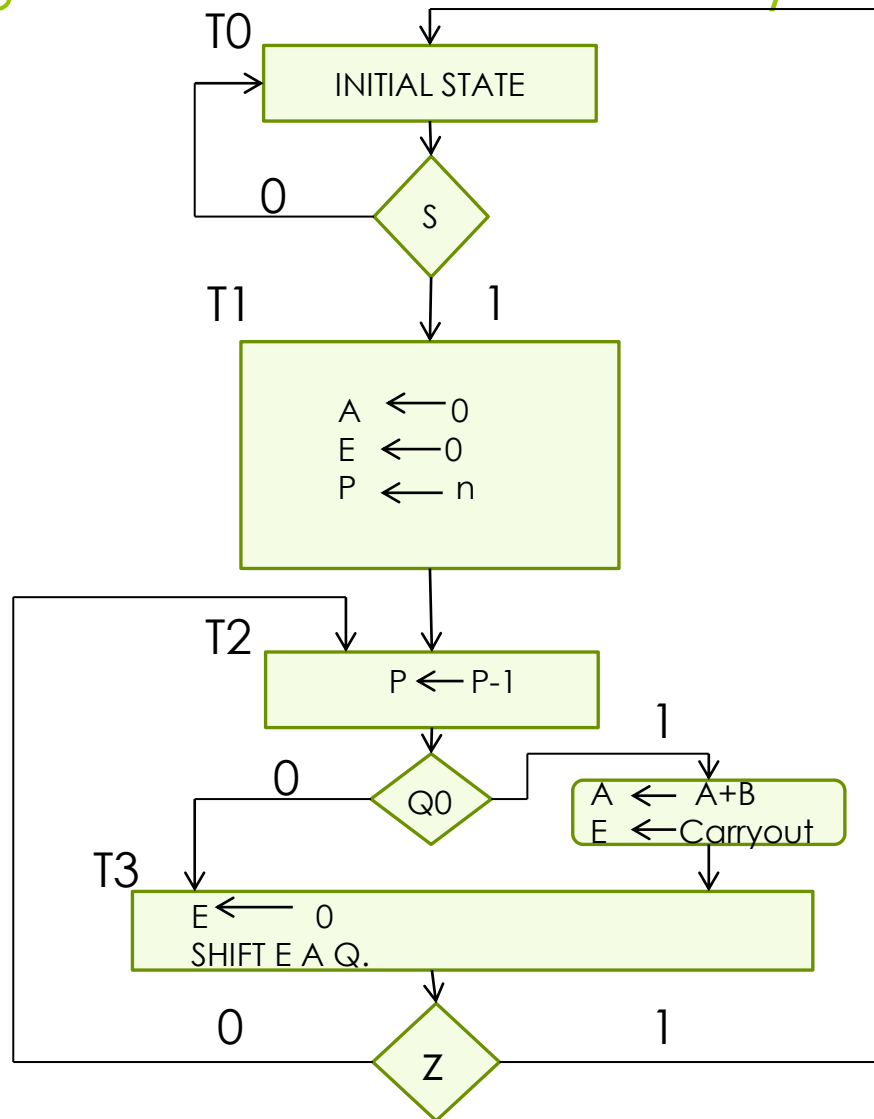 T0
INITIAL STATE
0
S
T1
1
A ← 0
E ← 0
P ← n
T2
P ← P-1
1
0
Q0
A ← A+B
E ← Carryout
T3
E ← 0
SHIFT E A Q.
0
1
Z